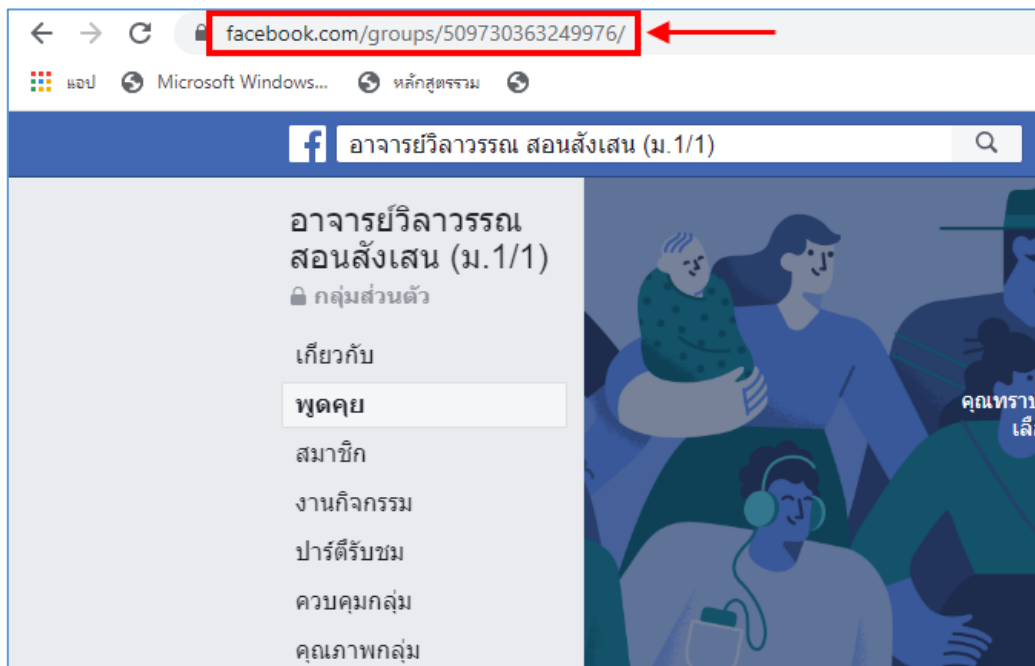 facebook.com/groups/509730363249976/
แอป Microsoft Windows... หลักสูตรรวม
อาจารย์วิลาวรรณ สอนสังเสน (ม.1/1)
อาจารย์วิลาวรรณ
สอนสังเสน (ม.1/1)
กลุ่มส่วนตัว
เกี่ยวกับ
พูดคุย
สมาชิก
งานกิจกรรม
ปาร์ตี้รับชม
ควบคุมกลุ่ม
คุณภาพกลุ่ม
คุณทราบ